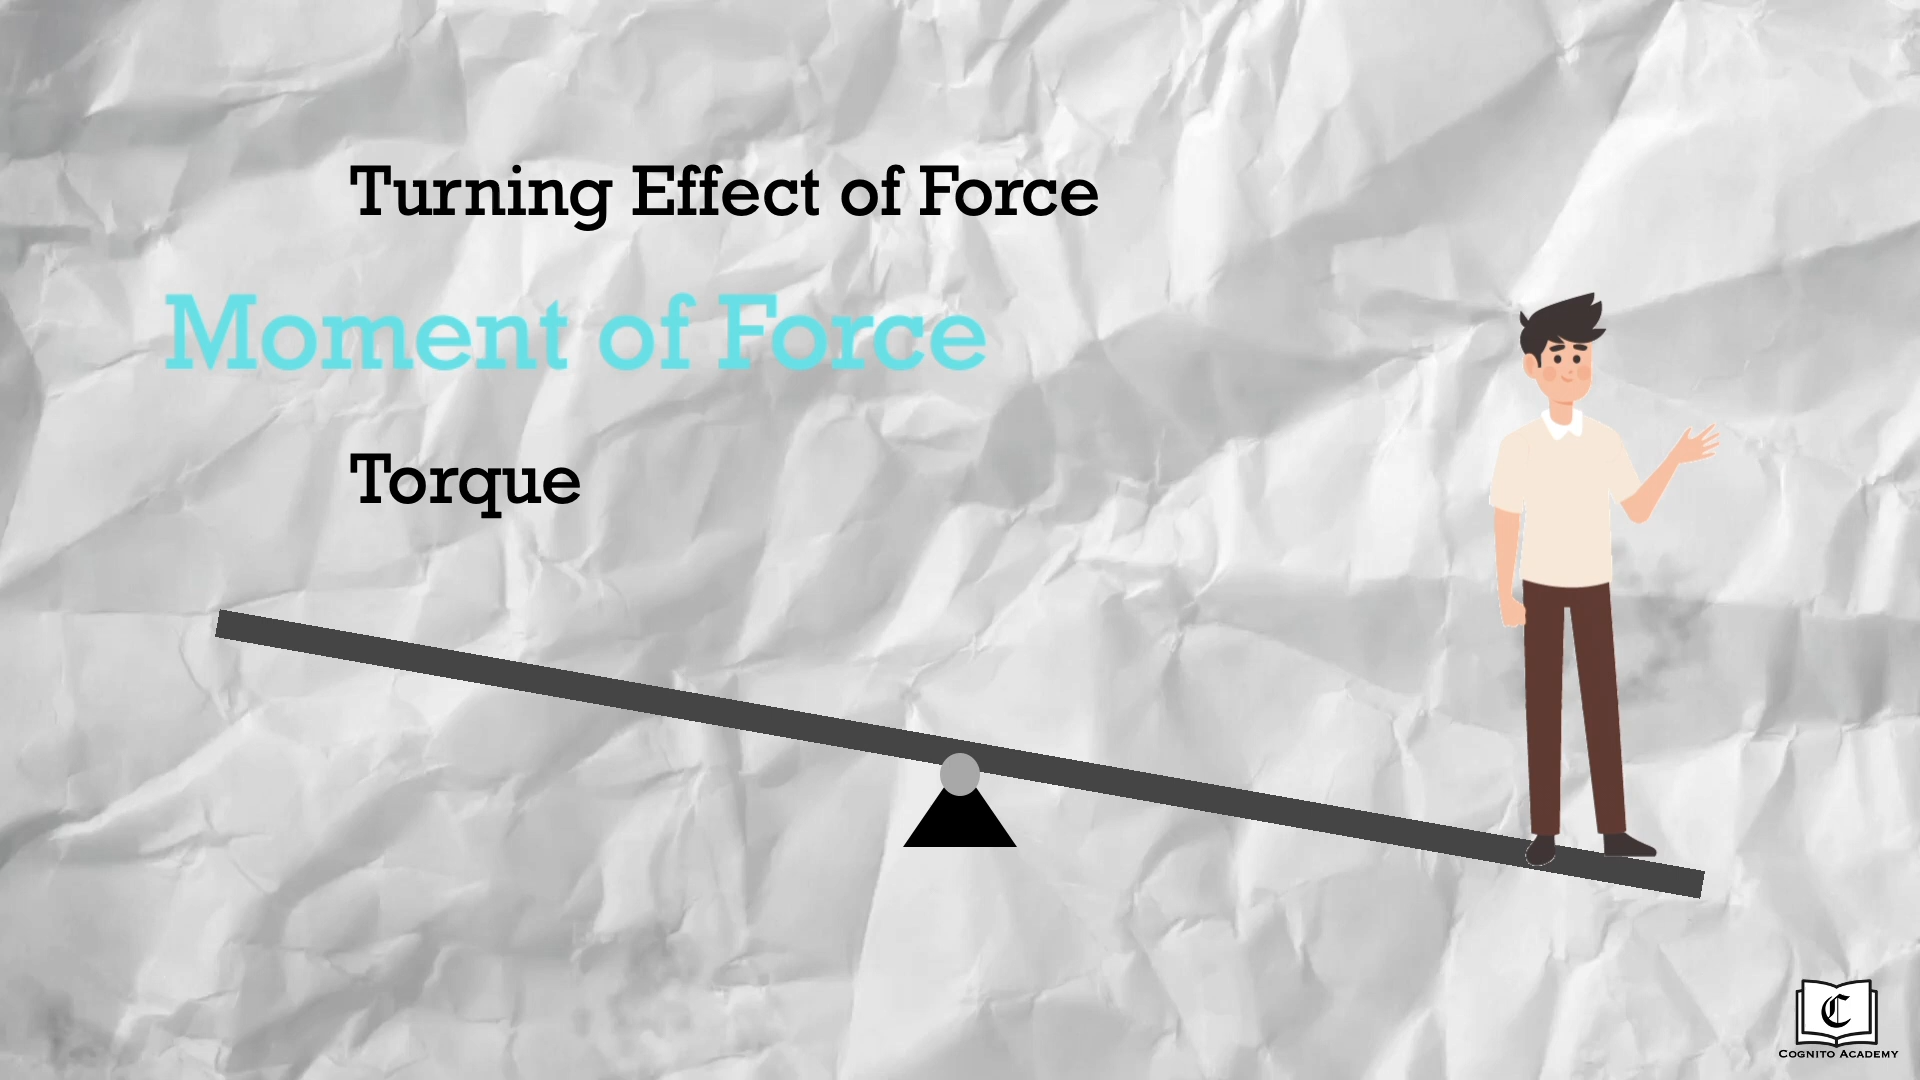 Turning Effect of Force
Moment of Force
Torque
C
COGNITO ACADEMY